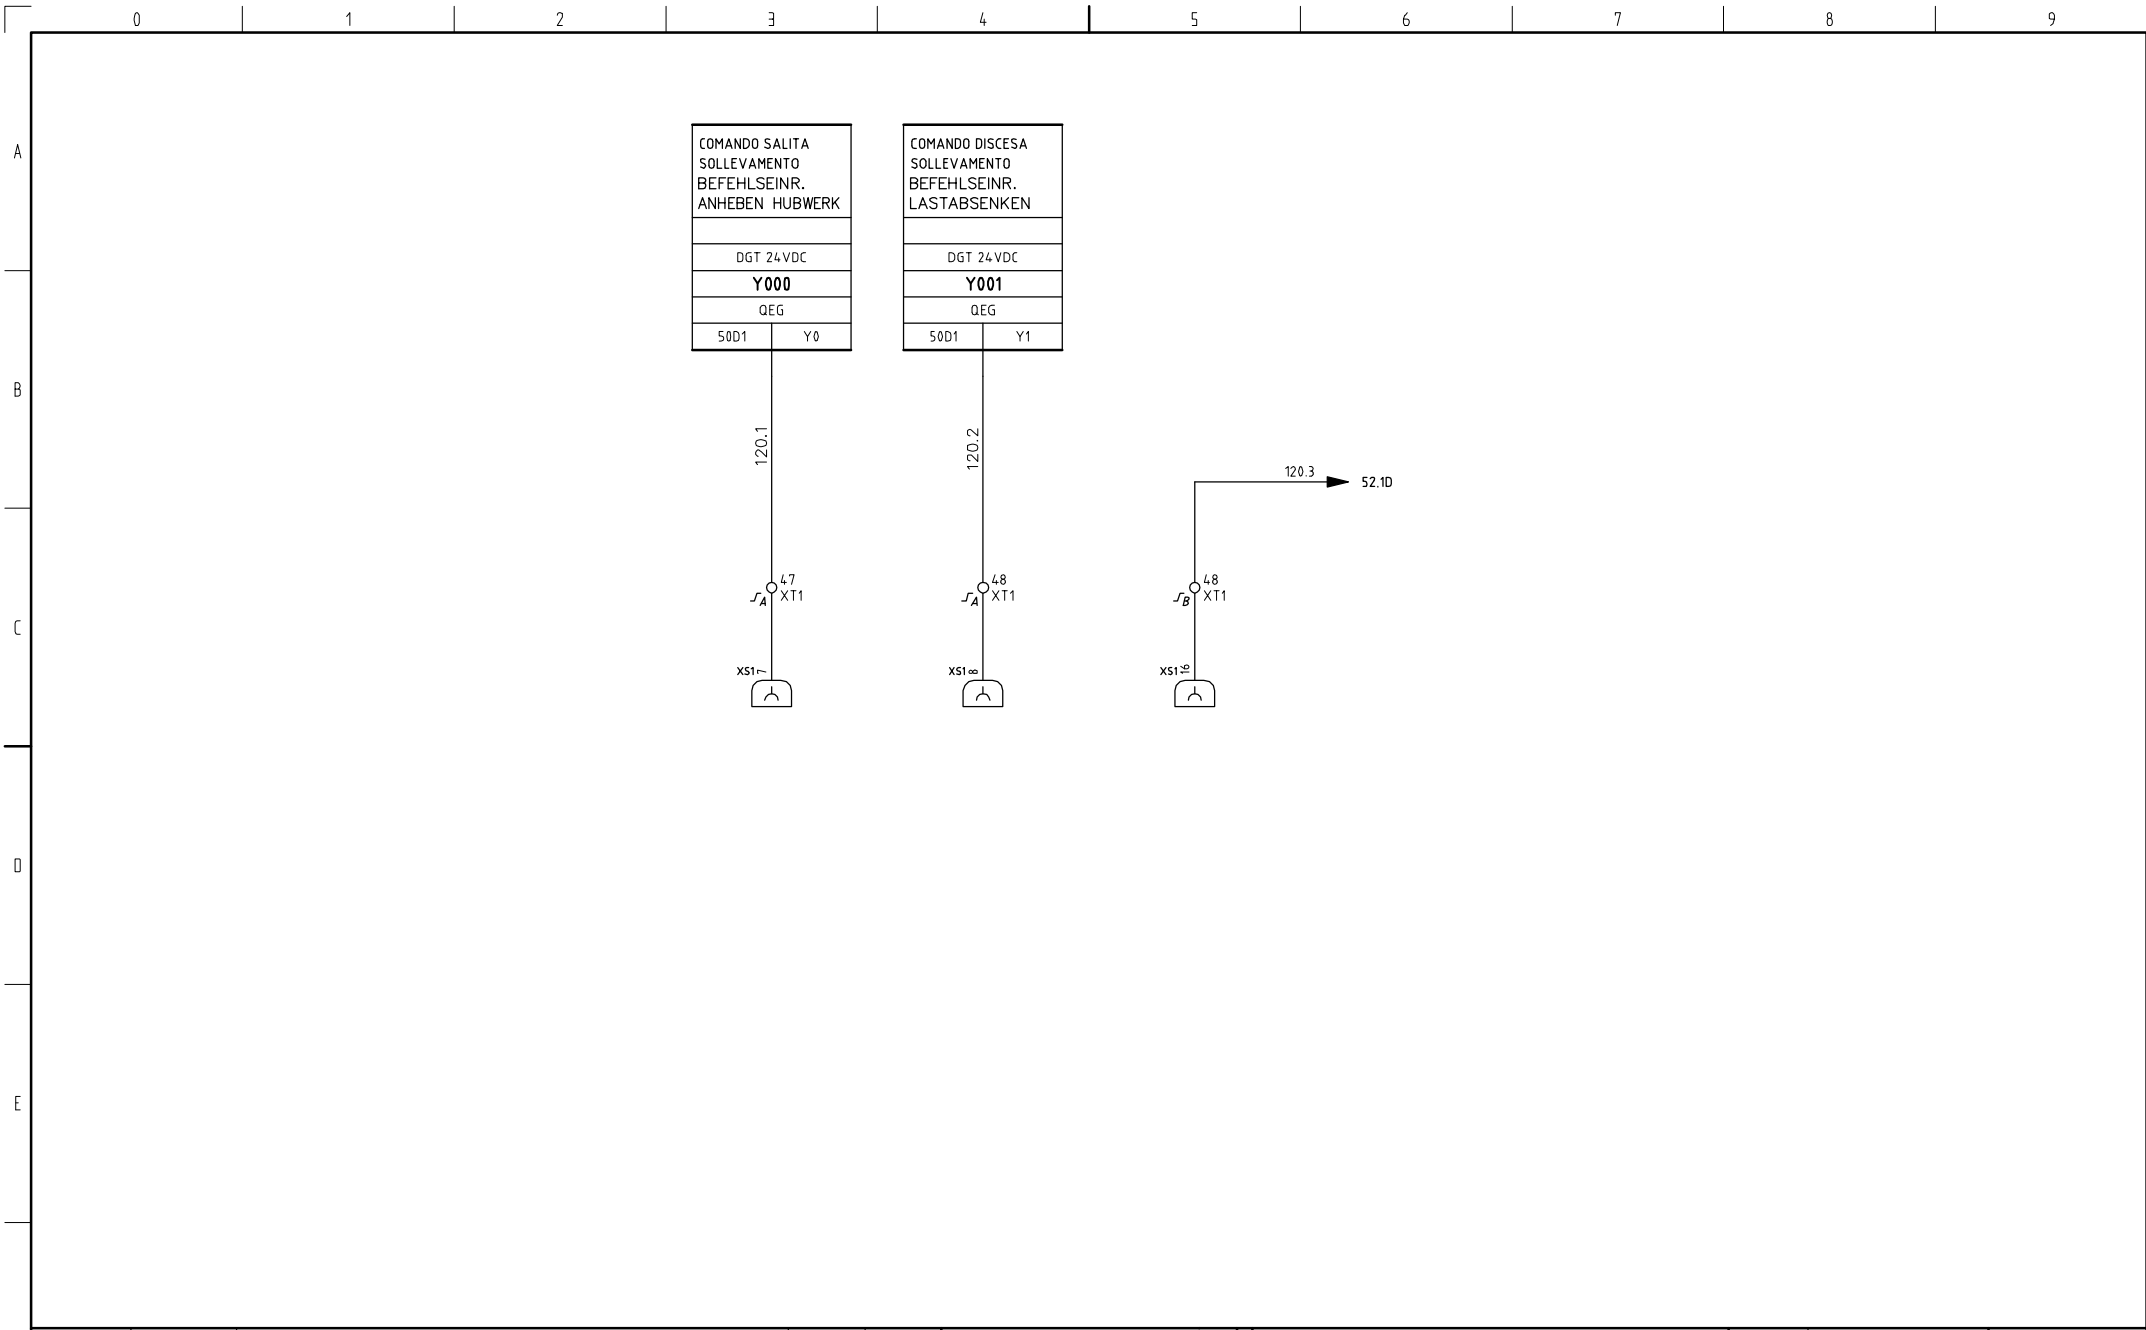 0 1 2 3 4 5 6 7 8 9
A
COMANDO SALITA
SOLLEVAMENTO
BEFEHLSEINR.
ANHEBEN HUBWERK
DGT 24VDC
Y000
QEG
50D1 Y0
COMANDO DISCESA
SOLLEVAMENTO
BEFEHLSEINR.
LASTABSENKEN
DGT 24VDC
Y001
QEG
50D1 Y1
B
120.1
120.2
120.3 52.1D
47
XT1
A
48
XT1
A
48
XT1
B
C
XS1 7
XS1 8
XS1 16
D
E